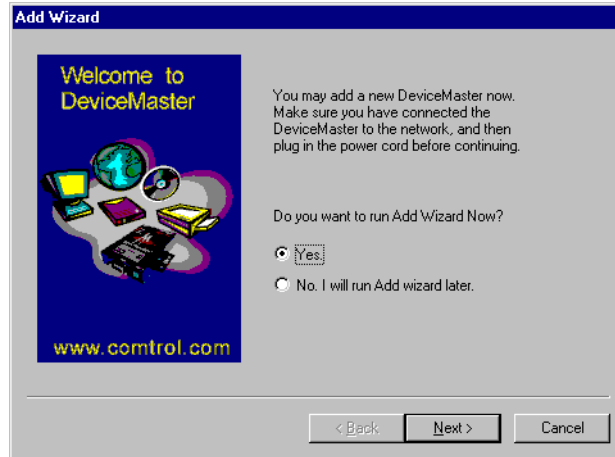 Add Wizard
Welcome to
DeviceMaster
www.comtrol.com
You may add a new DeviceMaster now.
Make sure you have connected the
DeviceMaster to the network, and then
plug in the power cord before continuing.
Do you want to run Add Wizard Now?
Yes.
No. I will run Add wizard later.
< Back
Next >
Cancel